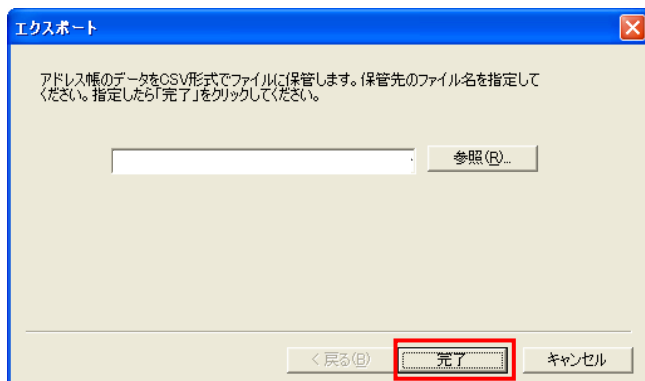 エクスポート
アドレス帳のデータをCSV形式でファイルに保管します。保管先のファイル名を指定して
ください。指定したら「完了」をクリックしてください。
参照(R)...
< 戻る(B)
完了
キャンセル